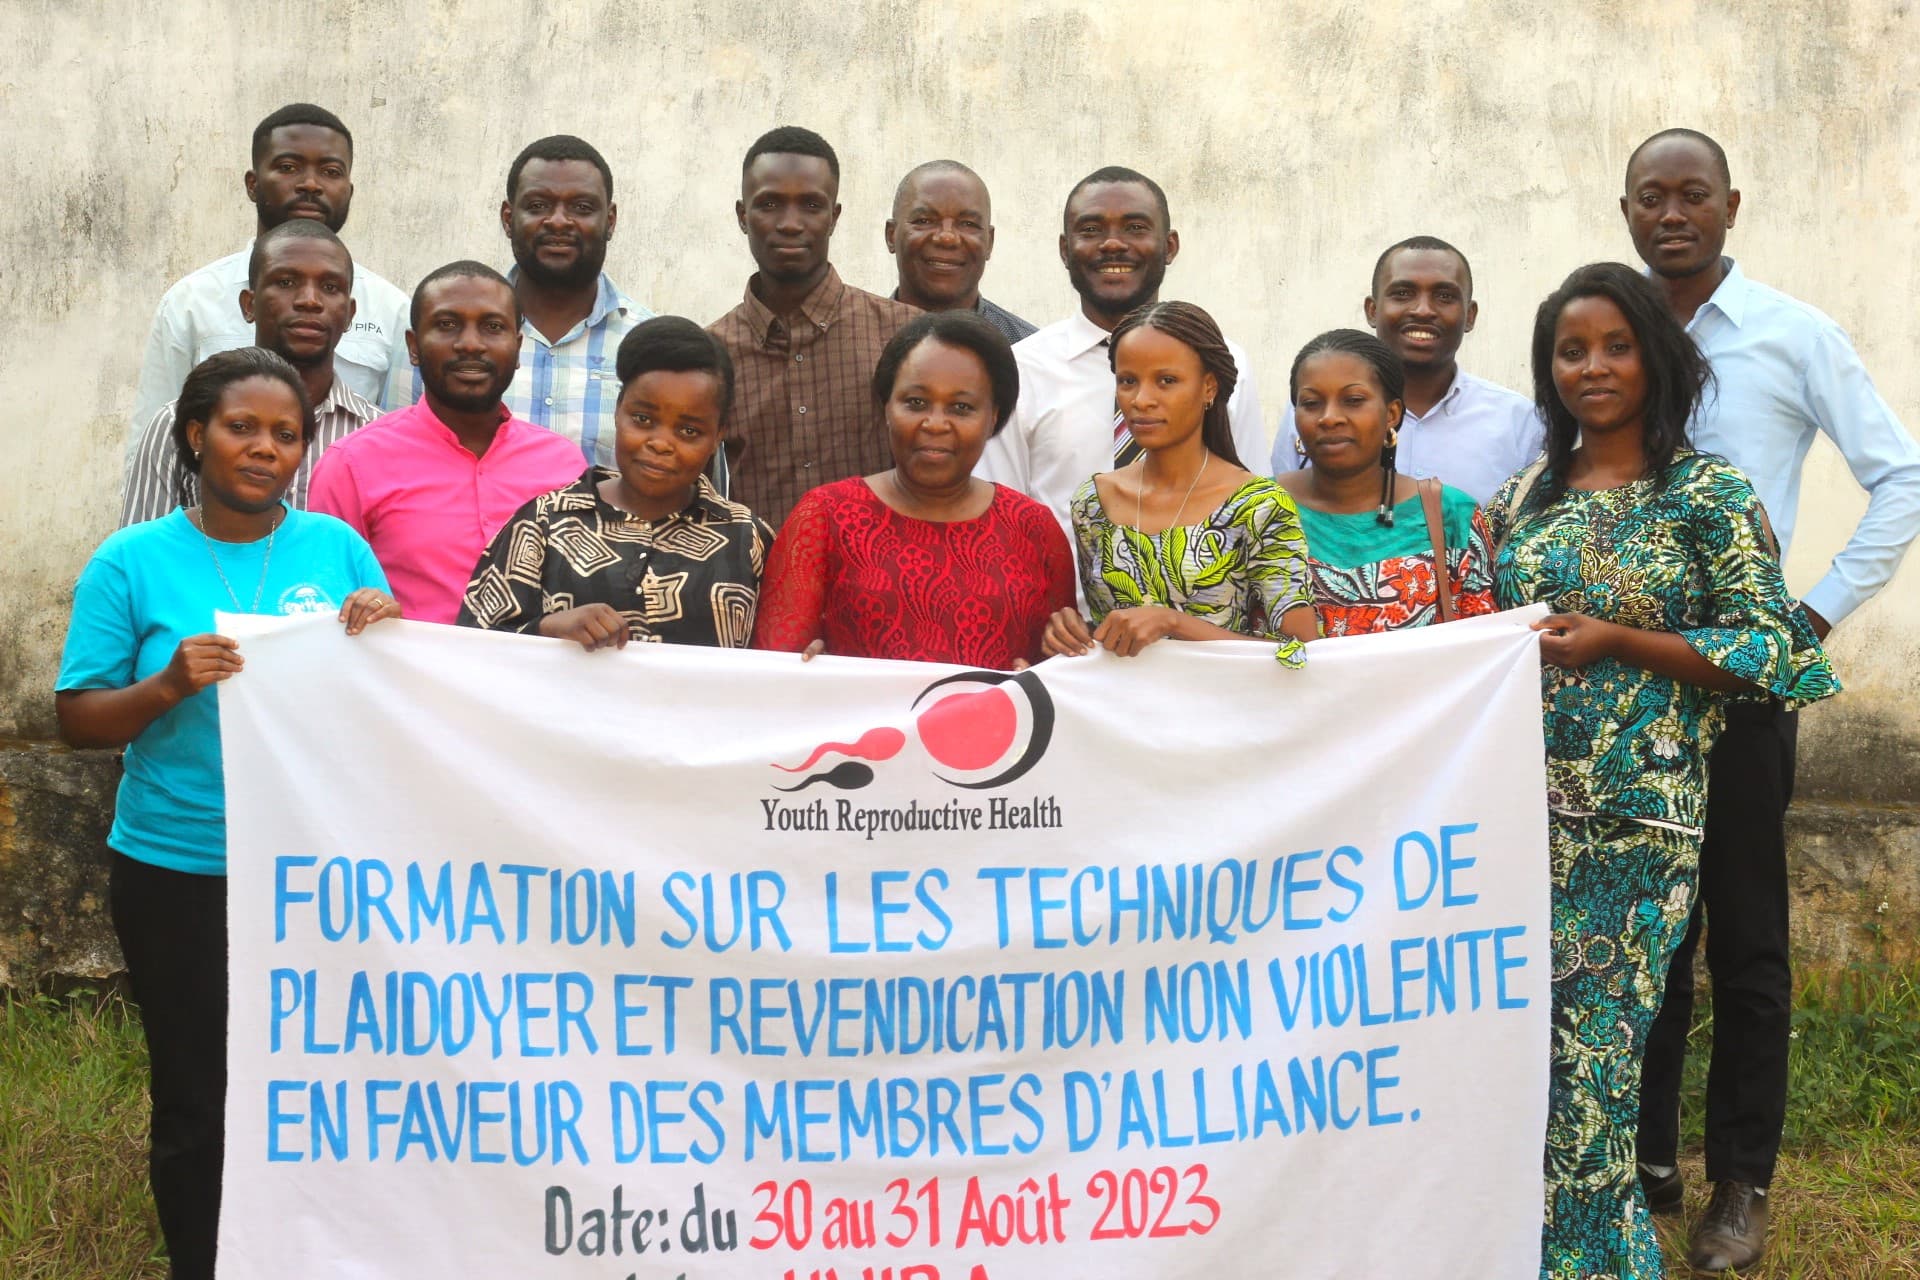 PIPA
Youth Reproductive Health
FORMATION SUR LES TECHNIQUES DE
PLAIDOYER ET REVENDICATION NON VIOLENTE
EN FAVEUR DES MEMBRES D'ALLIANCE.
Date: du 30 au 31 Août 2023